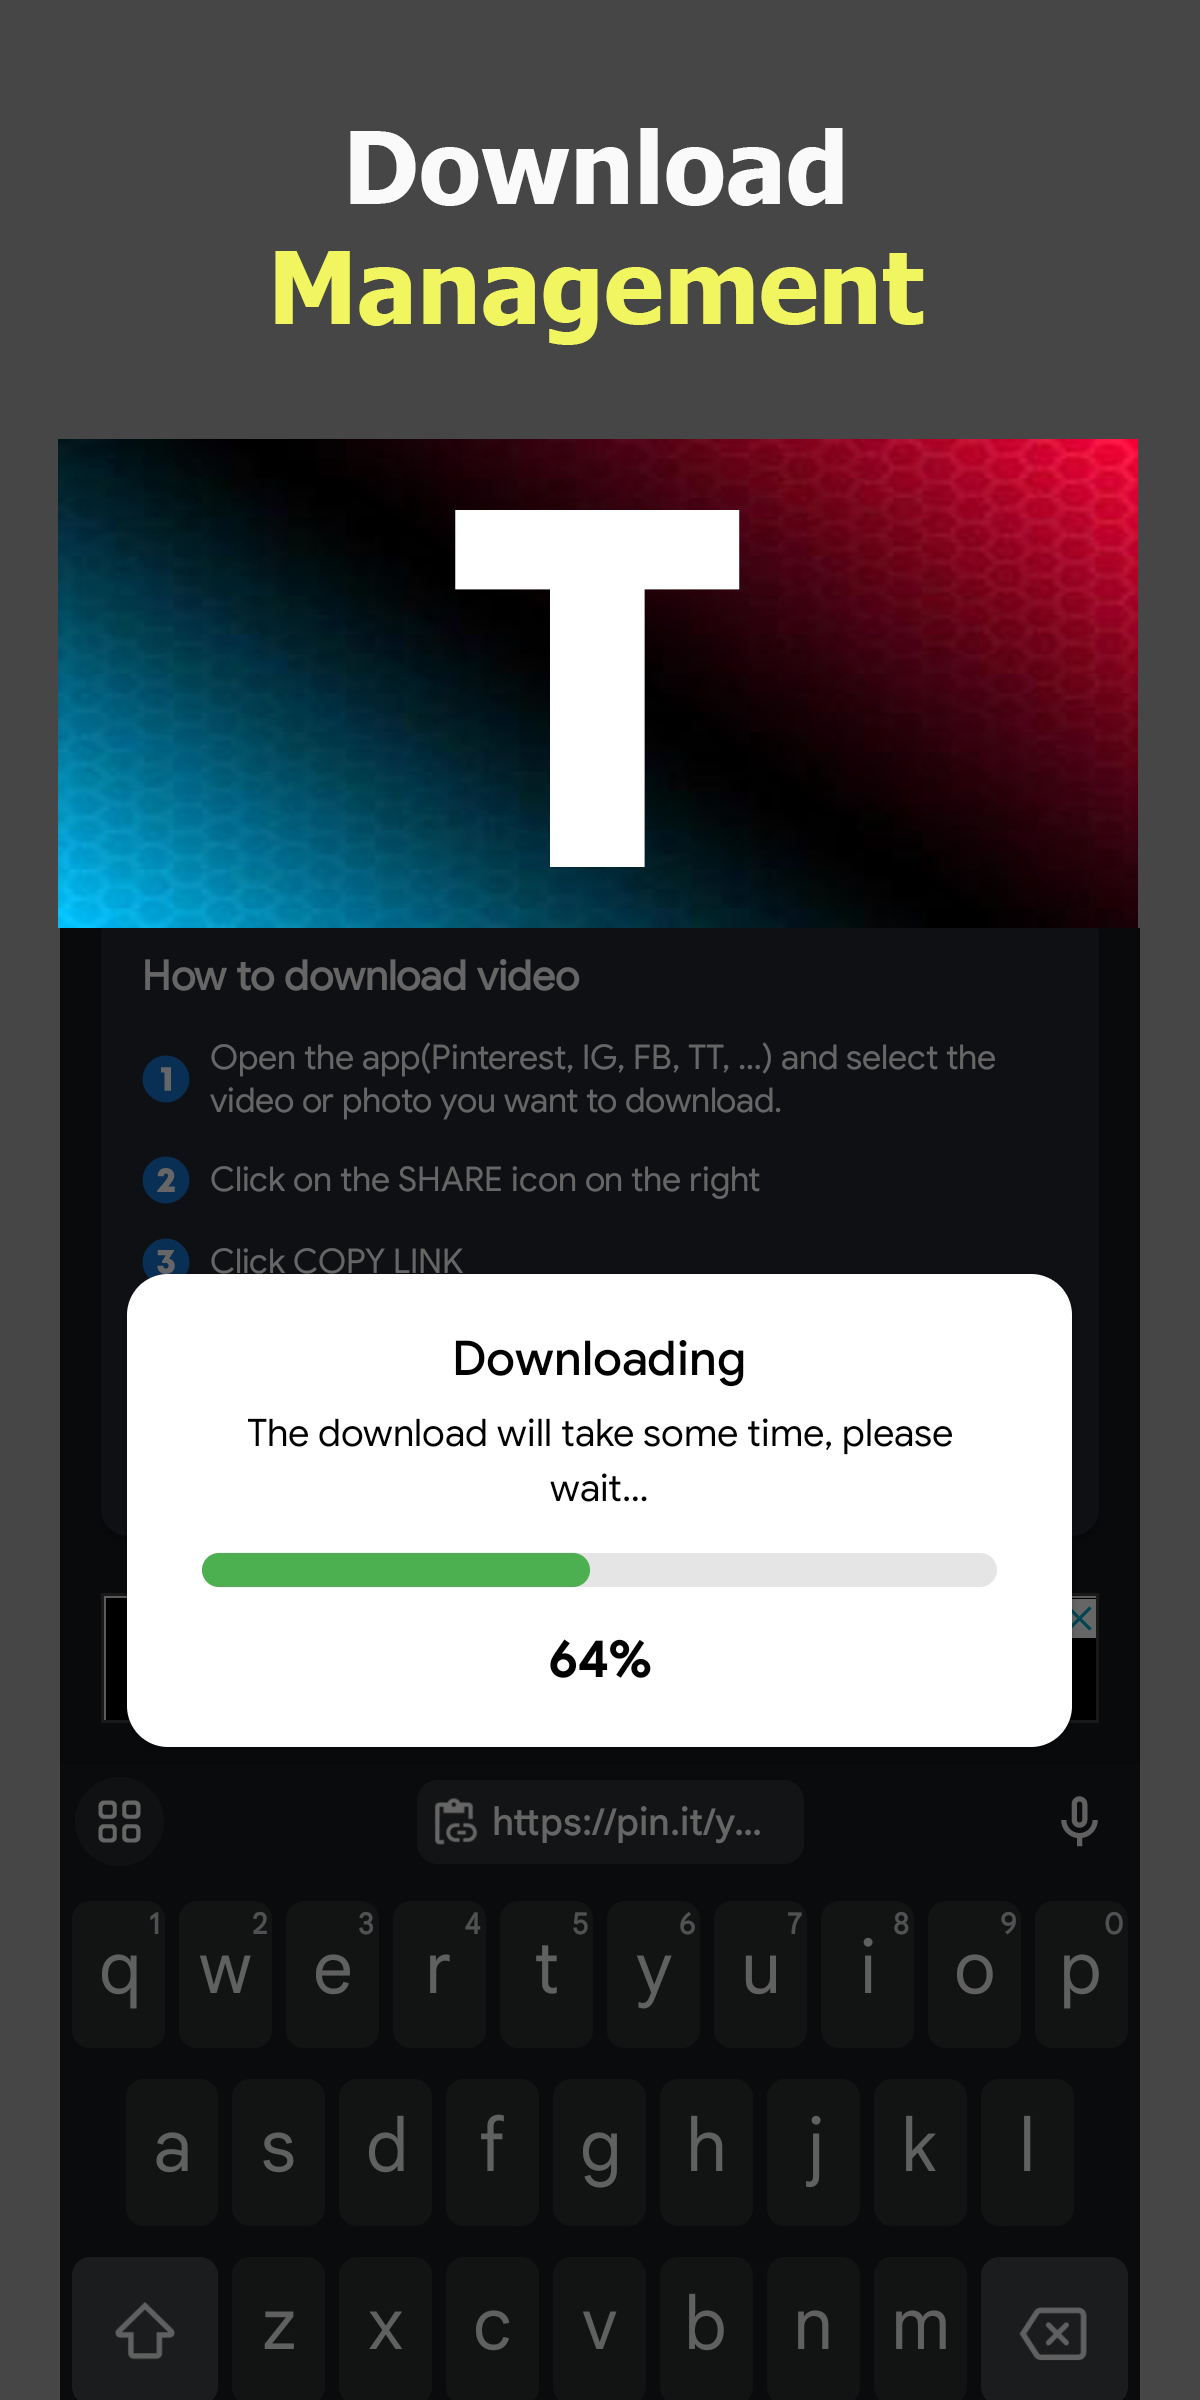 Download
Management
T
How to download video
1 Open the app(Pinterest, IG, FB, TT, ...) and select the
video or photo you want to download.
2 Click on the SHARE icon on the right
3 Click COPY LINK
Downloading
The download will take some time, please
wait...
64%
https://pin.it/y...
1 2 3 4 5 6 7 8 9 0
q w e r t y u i o p
a s d f g h j k l
z x c v b n m